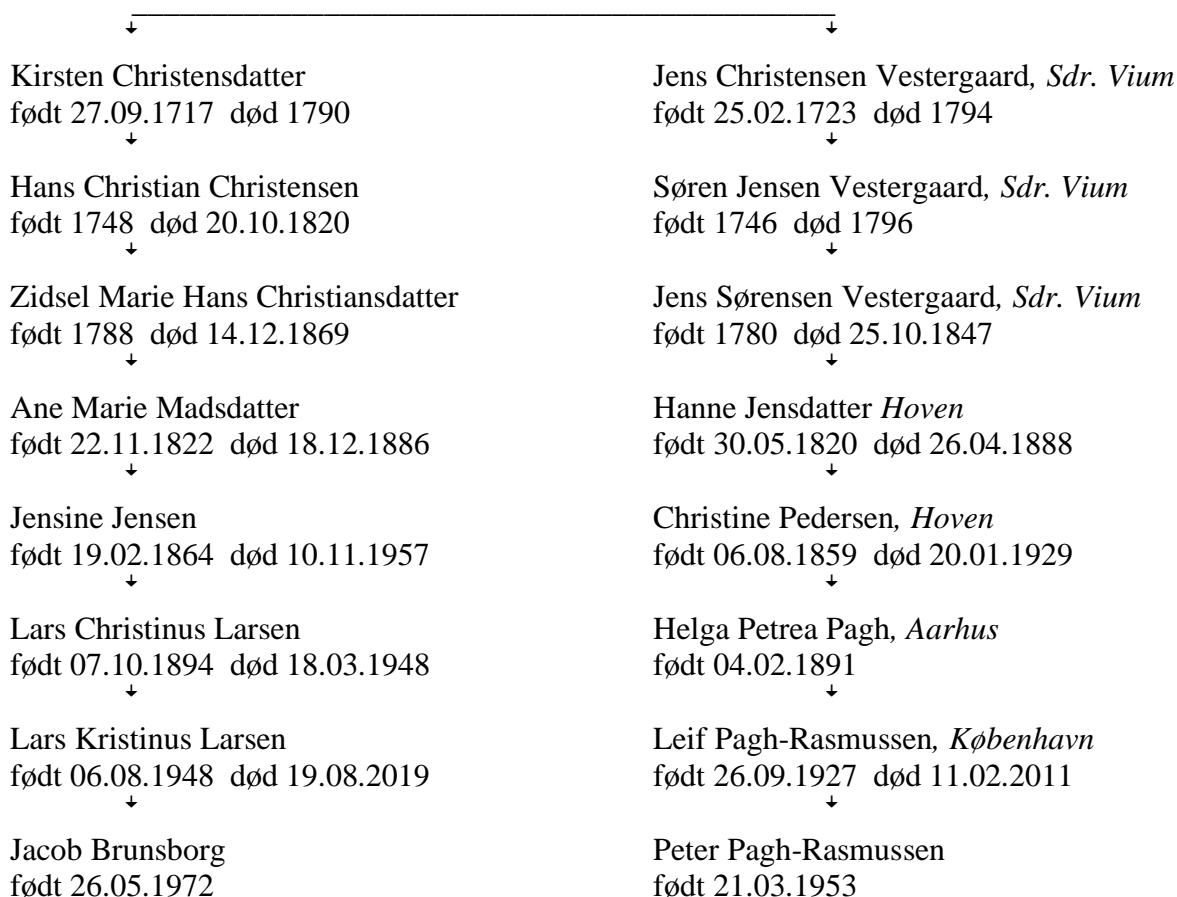 Kirsten Christensdatter
født 27.09.1717 død 1790
Hans Christian Christensen
født 1748 død 20.10.1820
Zidsel Marie Hans Christiansdatter
født 1788 død 14.12.1869
Ane Marie Madsdatter
født 22.11.1822 død 18.12.1886
Jensine Jensen
født 19.02.1864 død 10.11.1957
Lars Christinus Larsen
født 07.10.1894 død 18.03.1948
Lars Kristinus Larsen
født 06.08.1948 død 19.08.2019
Jacob Brunsborg
født 26.05.1972
Jens Christensen Vestergaard, Sdr. Vium
født 25.02.1723 død 1794
Søren Jensen Vestergaard, Sdr. Vium
født 1746 død 1796
Jens Sørensen Vestergaard, Sdr. Vium
født 1780 død 25.10.1847
Hanne Jensdatter Hoven
født 30.05.1820 død 26.04.1888
Christine Pedersen, Hoven
født 06.08.1859 død 20.01.1929
Helga Petrea Pagh, Aarhus
født 04.02.1891
Leif Pagh-Rasmussen, København
født 26.09.1927 død 11.02.2011
Peter Pagh-Rasmussen
født 21.03.1953